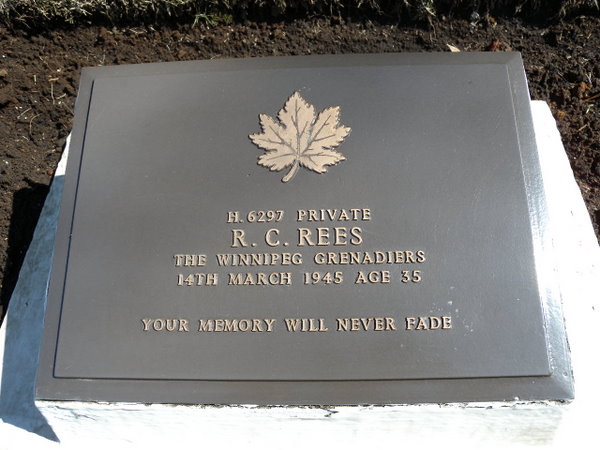 H. 6297 PRIVATE
R. C. REES
THE WINNIPEG GRENADIERS
14TH MARCH 1945 AGE 35
YOUR MEMORY WILL NEVER FADE